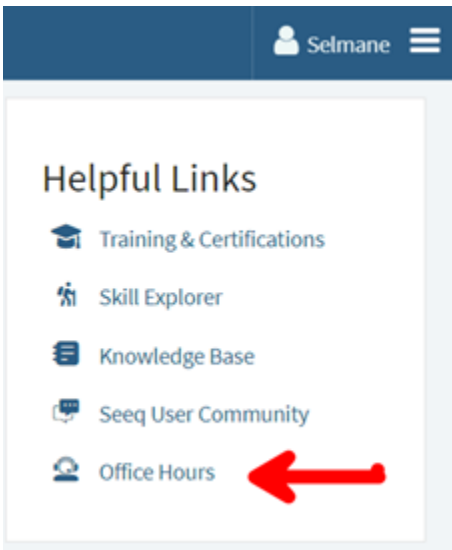 Selmane
Helpful Links
Training & Certifications
Skill Explorer
Knowledge Base
Seeq User Community
Office Hours